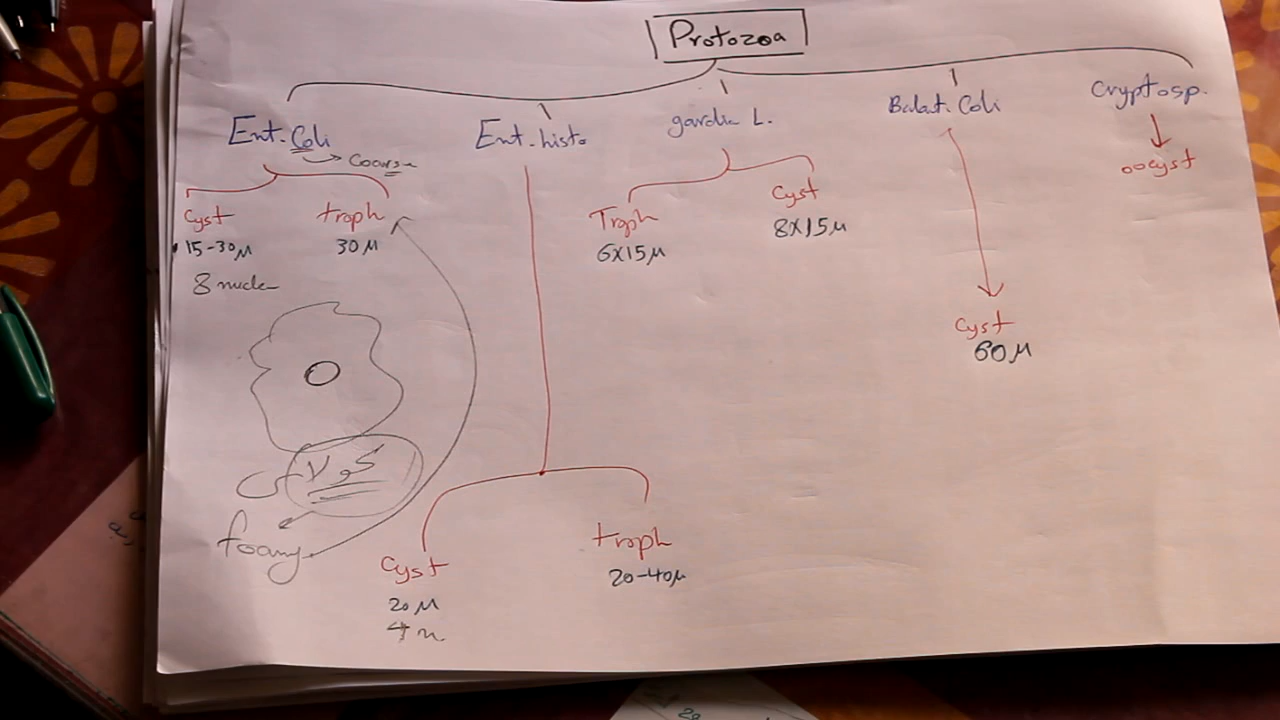 Protozoa
Ent. Coli
Coarse
Ent. histo
gardia L.
Balat. Coli
Cryptosp.
Cyst
15-30μ
8 nucle
troph
30μ
Troph
6x15μ
Cyst
8x15μ
Cyst
60μ
oocyst
كولاى
foamy
Cyst
20μ
4 n.
troph
20-40μ